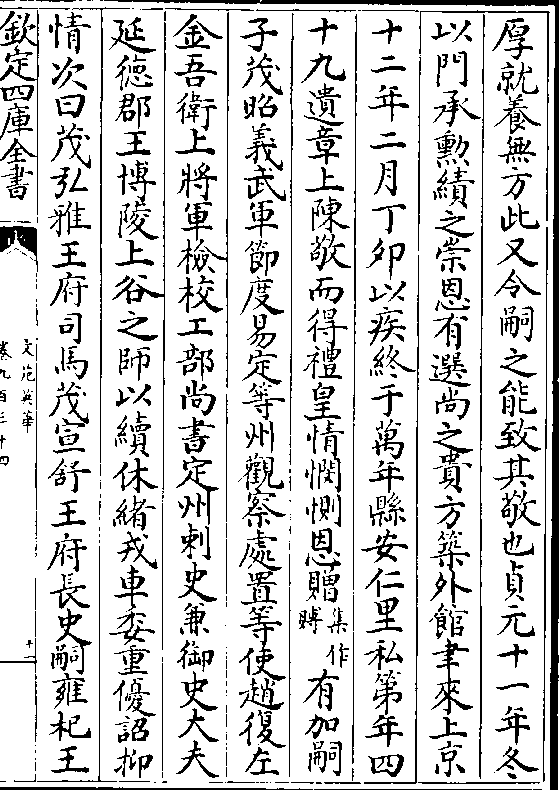 厚就養無方此又令嗣之能致其敬也貞元十一年冬
以門承勲績之崇恩有選尚之貴方築外館聿來上京
十二年二月丁夘以疾終于萬年縣安仁里私第年四
十九遺章上陳敬而得禮皇情憫惻恩贈集作賻有加嗣
子茂昭義武軍節度易定等州觀察處置等使起復左
金吾衛上將軍檢校工部尚書定州刺史兼御史大夫
延徳郡王博陵上谷之師以續休緒戎車委重優詔抑
情次曰茂弘雅王府司馬茂宣舒王府長史嗣雍杞王
欽定四庫全書
文苑英華
卷九百三十四
十一